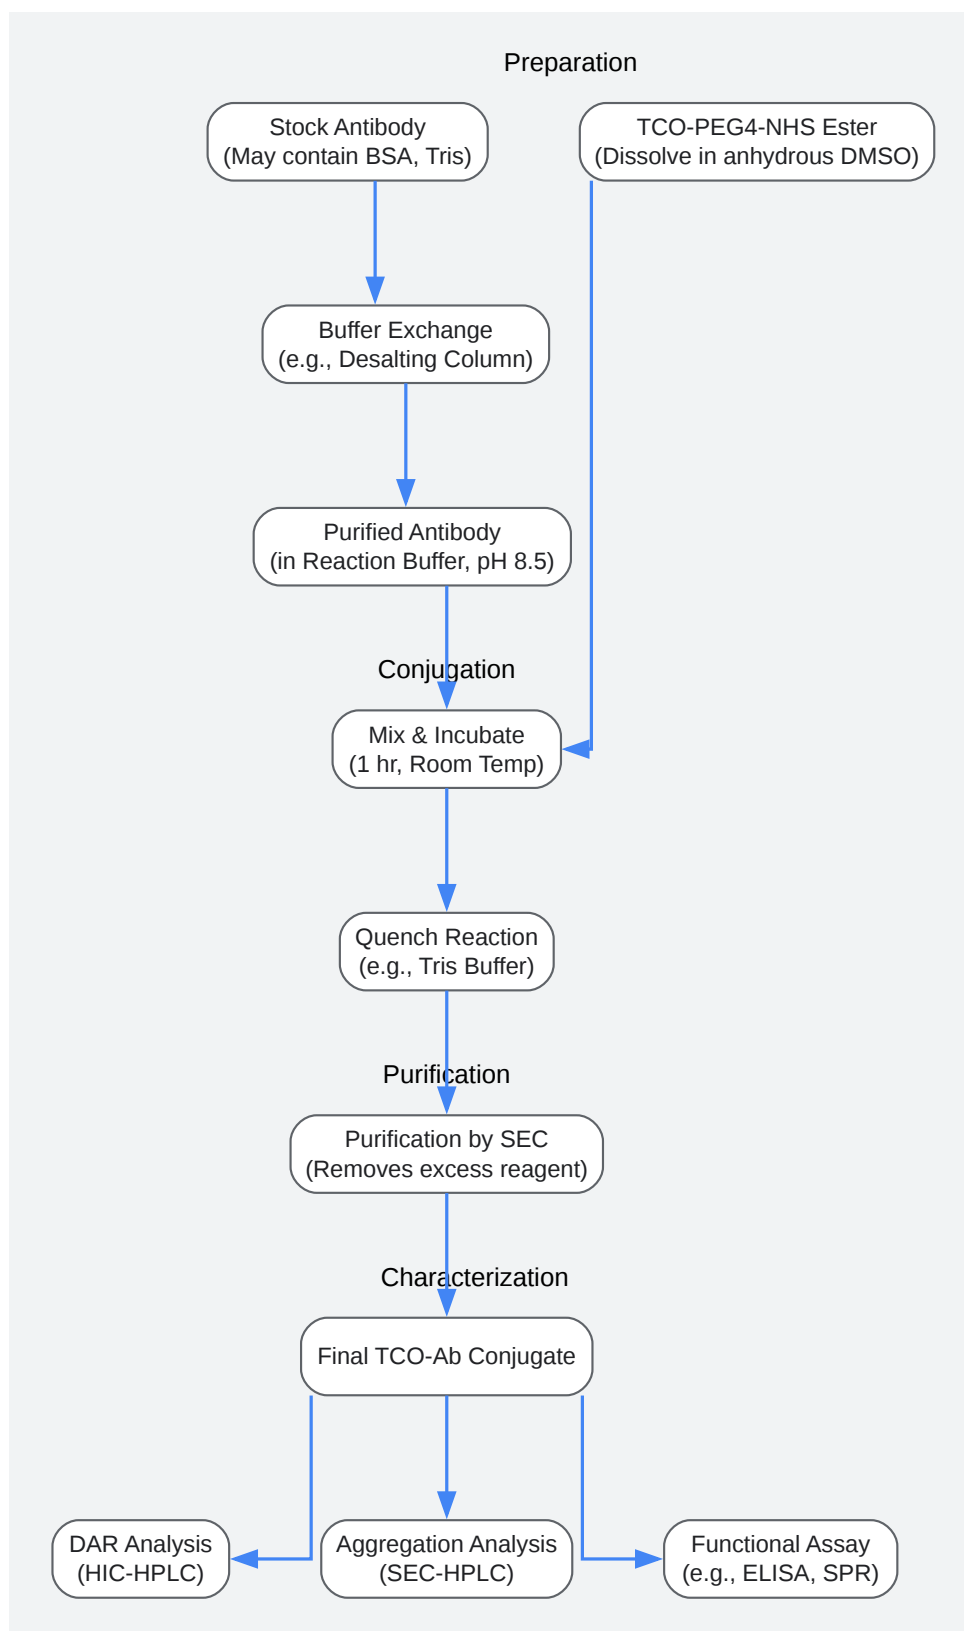 Preparation
Stock Antibody
(May contain BSA, Tris)
TCO-PEG4-NHS Ester
(Dissolve in anhydrous DMSO)
Buffer Exchange
(e.g., Desalting Column)
Purified Antibody
(in Reaction Buffer, pH 8.5)
Conjugation
Mix & Incubate
(1 hr, Room Temp)
Quench Reaction
(e.g., Tris Buffer)
Purification
Purification by SEC
(Removes excess reagent)
Characterization
Final TCO-Ab Conjugate
DAR Analysis
(HIC-HPLC)
Aggregation Analysis
(SEC-HPLC)
Functional Assay
(e.g., ELISA, SPR)